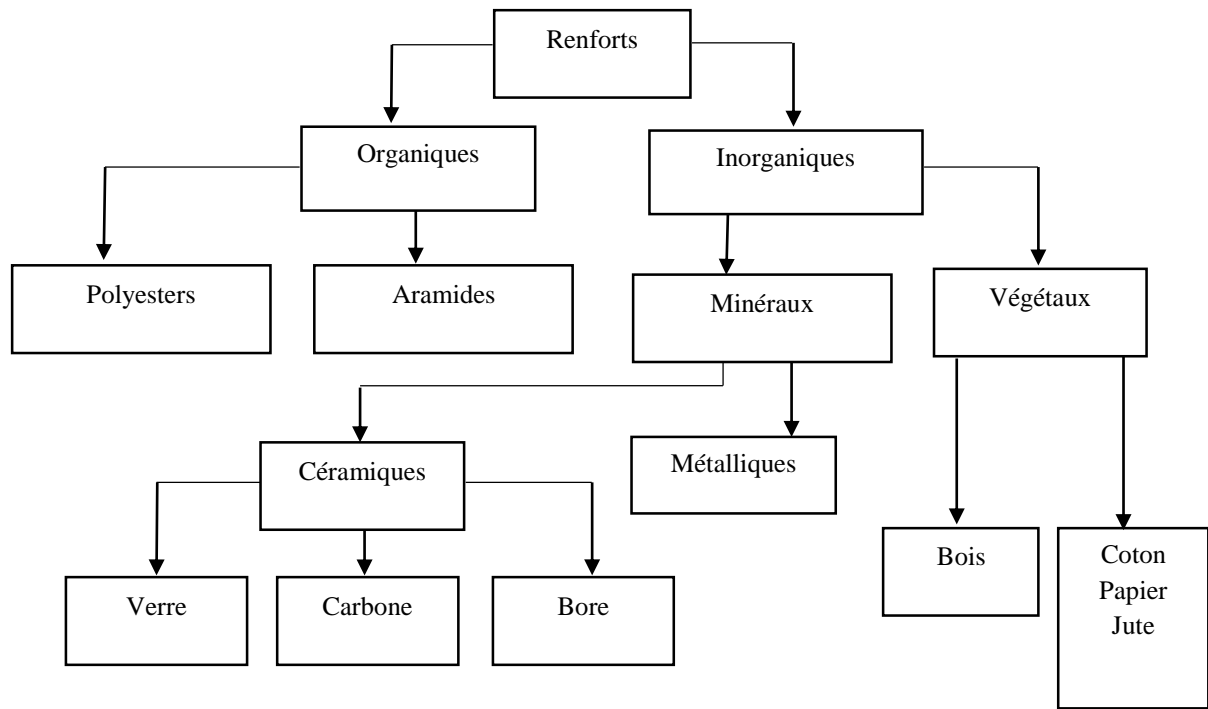 Renforts
Organiques
Inorganiques
Polyesters
Aramides
Minéraux
Végétaux
Céramiques
Métalliques
Verre
Carbone
Bore
Bois
Coton
Papier
Jute